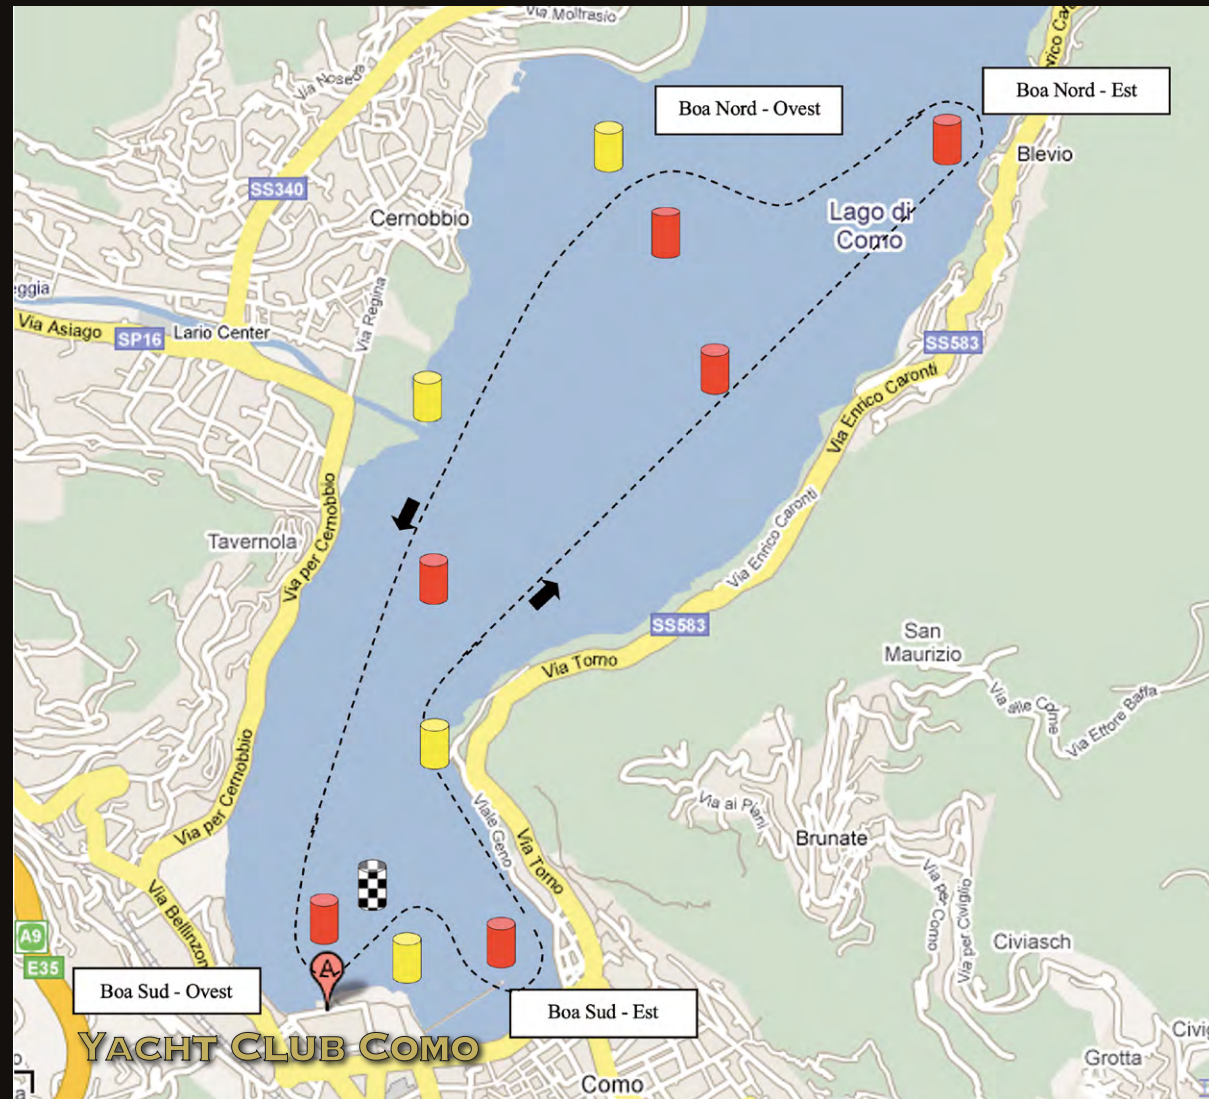 Via Moltrasio
Via Noseda
Boa Nord - Ovest
Boa Nord - Est
Blevio
SS340
Cernobbio
Lago di
Como
eggia
Via Regina
Via Asiago
SP16
Lario Center
SS583
Via Enrico Caronti
Via per Cernobbio
Via Enrico Caronti
Tavernola
SS583
San
Maurizio
Via Torno
Via alle Colme
Via Ettore Baffa
Via per Cernobbio
Viale Geno
Via ai Piani
Brunate
Via Torno
Via Bellinzon
Via per Como
Via per Civiglio
A9
E35
A
Civiasch
Boa Sud - Ovest
Boa Sud - Est
YACHT CLUB COMO
Civig
Grotta
Como